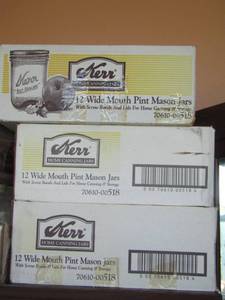 Kerr
SELF SEALING
Kerr
HOME CANNING JARS
12 Wide Mouth Pint Mason Jars
With Screw Bands And Lids For Home Canning & Storage
70610-00518
Kerr
HOME CANNING JARS
12 Wide Mouth Pint Mason Jars
With Screw Bands And Lids For Home Canning & Storage
70610-00518
Kerr
HOME CANNING JARS
12 Wide Mouth Pint Mason Jars
With Screw Bands & Lids For Home Canning & Storage
70610-00518